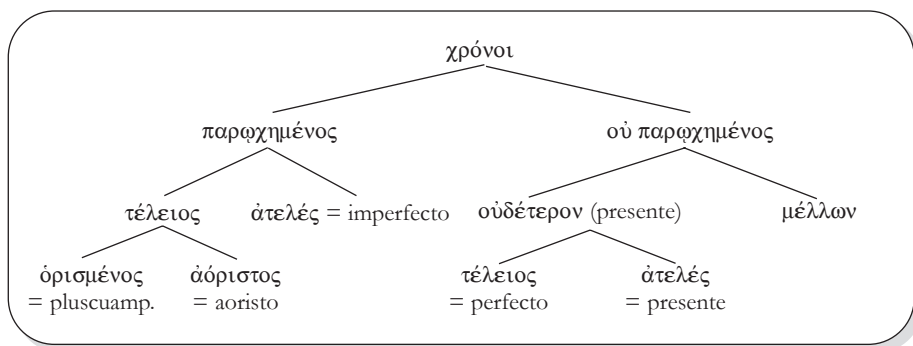 χρόνοι
παρῳχημένος οὐ παρῳχημένος
τέλειος ἀτελές = imperfecto οὐδέτερον (presente) μέλλων
ὁρισμένος ἀόριστος τέλειος ἀτελές
= pluscuamp. = aoristo = perfecto = presente